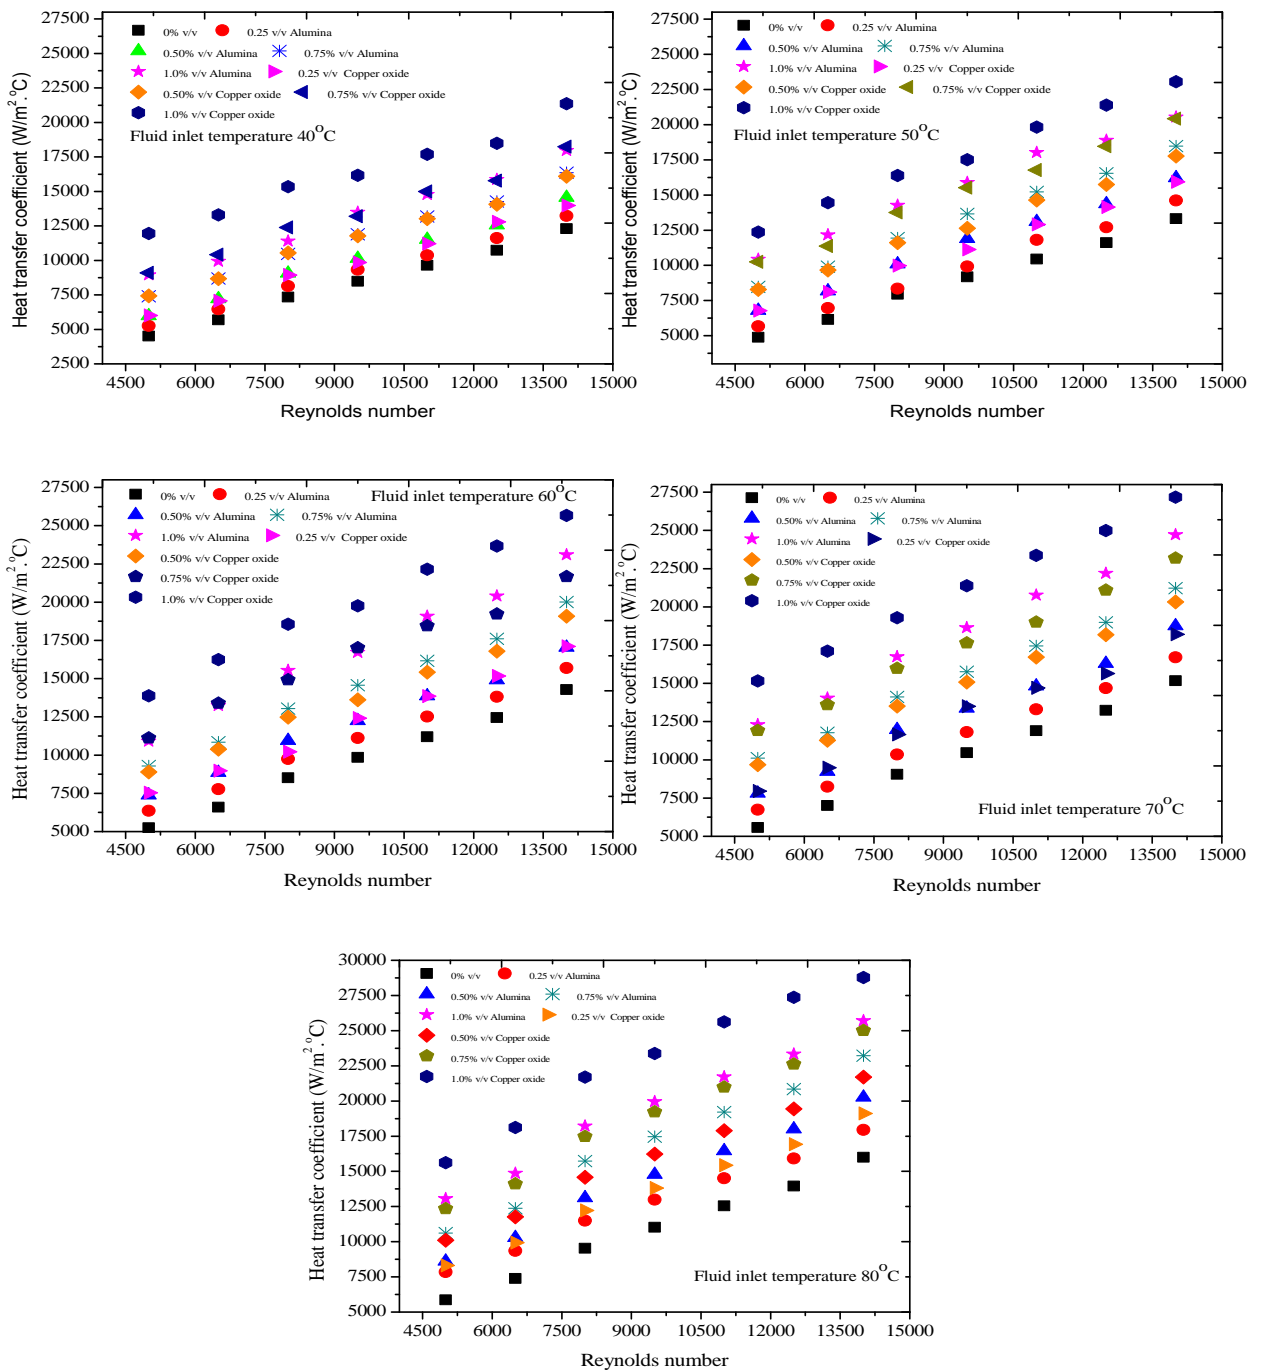 27500
25000
22500
20000
17500
15000
12500
10000
7500
5000
2500
Heat transfer coefficient (W/m².°C)
0% v/v 0.25 v/v Alumina
0.50% v/v Alumina 0.75% v/v Alumina
1.0% v/v Alumina 0.25 v/v Copper oxide
0.50% v/v Copper oxide 0.75% v/v Copper oxide
1.0% v/v Copper oxide
Fluid inlet temperature 40°C
4500 6000 7500 9000 10500 12000 13500 15000
Reynolds number
27500
25000
22500
20000
17500
15000
12500
10000
7500
5000
Heat transfer coefficient (W/m².°C)
0% v/v 0.25 v/v Alumina
0.50% v/v Alumina 0.75% v/v Alumina
1.0% v/v Alumina 0.25 v/v Copper oxide
0.50% v/v Copper oxide 0.75% v/v Copper oxide
1.0% v/v Copper oxide
Fluid inlet temperature 50°C
4500 6000 7500 9000 10500 12000 13500 15000
Reynolds number
27500
25000
22500
20000
17500
15000
12500
10000
7500
5000
Heat transfer coefficient (W/m².°C)
0% v/v 0.25 v/v Alumina
Fluid inlet temperature 60°C
0.50% v/v Alumina 0.75% v/v Alumina
1.0% v/v Alumina 0.25 v/v Copper oxide
0.50% v/v Copper oxide
0.75% v/v Copper oxide
1.0% v/v Copper oxide
4500 6000 7500 9000 10500 12000 13500 15000
Reynolds number
27500
25000
22500
20000
17500
15000
12500
10000
7500
5000
Heat transfer coefficient (W/m².°C)
0% v/v 0.25 v/v Alumina
0.50% v/v Alumina 0.75% v/v Alumina
1.0% v/v Alumina 0.25 v/v Copper oxide
0.50% v/v Copper oxide
0.75% v/v Copper oxide
1.0% v/v Copper oxide
Fluid inlet temperature 70°C
4500 6000 7500 9000 10500 12000 13500 15000
Reynolds number
30000
27500
25000
22500
20000
17500
15000
12500
10000
7500
5000
Heat transfer coefficient (W/m².°C)
0% v/v 0.25 v/v Alumina
0.50% v/v Alumina 0.75% v/v Alumina
1.0% v/v Alumina 0.25 v/v Copper oxide
0.50% v/v Copper oxide
0.75% v/v Copper oxide
1.0% v/v Copper oxide
Fluid inlet temperature 80°C
4500 6000 7500 9000 10500 12000 13500 15000
Reynolds number